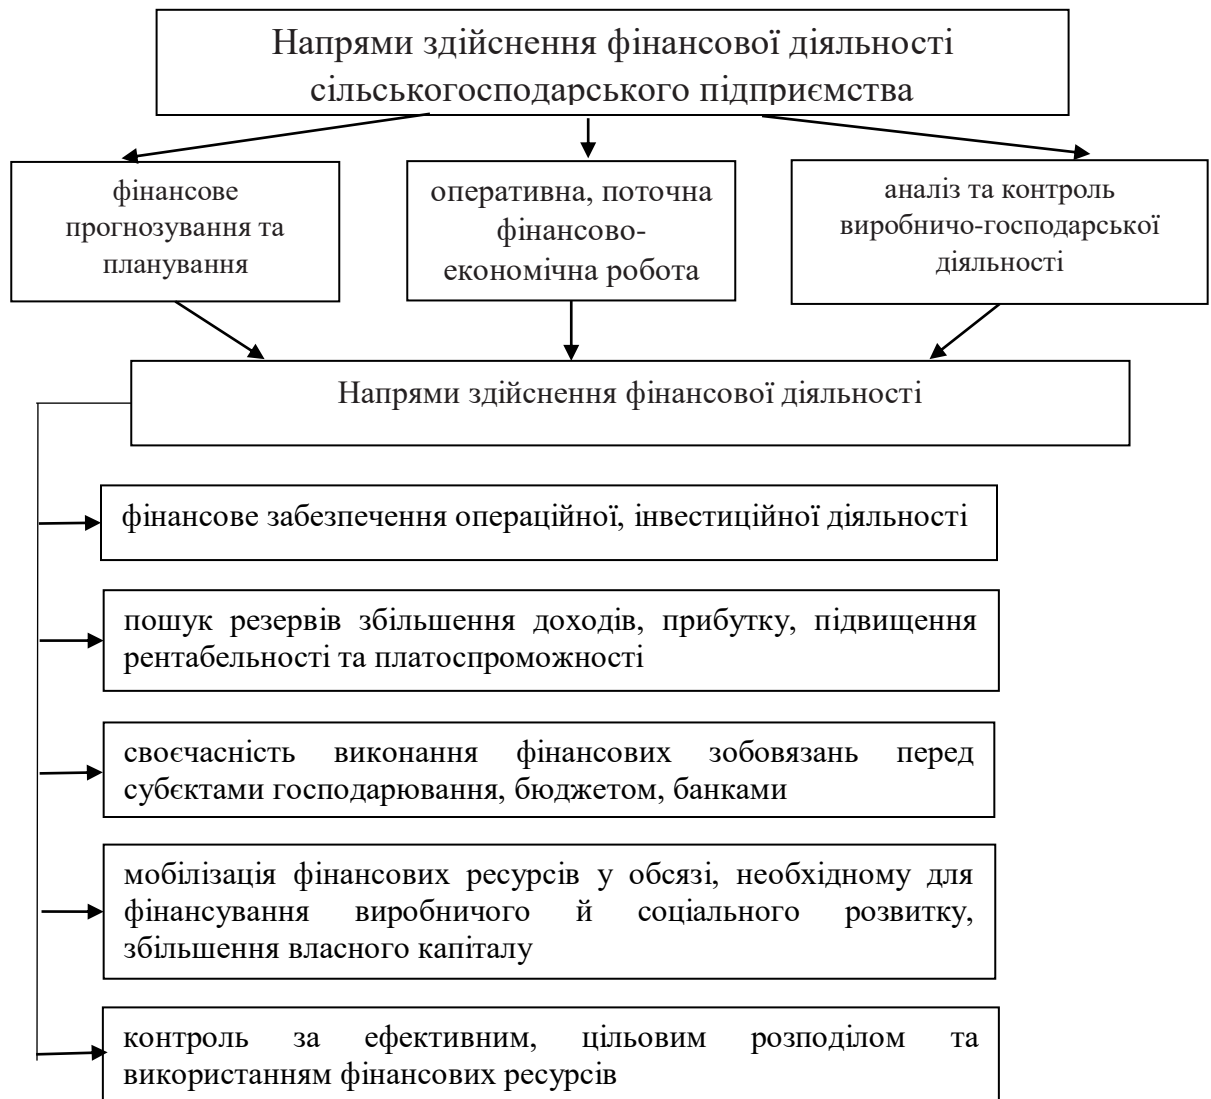 Напрями здійснення фінансової діяльності
сільськогосподарського підприємства
фінансове
прогнозування та
планування
оперативна, поточна
фінансово-
економічна робота
аналіз та контроль
виробничо-господарської
діяльності
Напрями здійснення фінансової діяльності
фінансове забезпечення операційної, інвестиційної діяльності
пошук резервів збільшення доходів, прибутку, підвищення
рентабельності та платоспроможності
своєчасність виконання фінансових зобовязань перед
субєктами господарювання, бюджетом, банками
мобілізація фінансових ресурсів у обсязі, необхідному для
фінансування виробничого й соціального розвитку,
збільшення власного капіталу
контроль за ефективним, цільовим розподілом та
використанням фінансових ресурсів